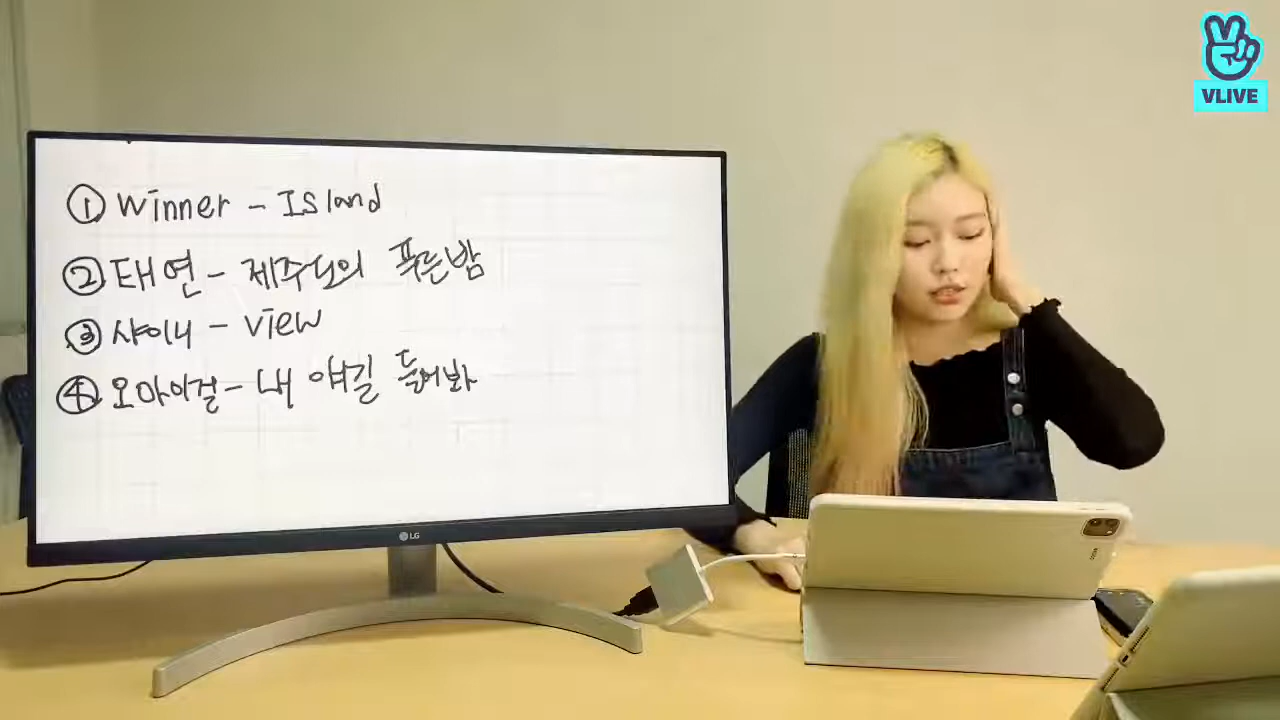 ① Winner - Island
② 태연 - 제주도의 푸른밤
③ 샤이니 - View
④ 오마이걸 - 내 얘길 들어봐
LG
VLIVE